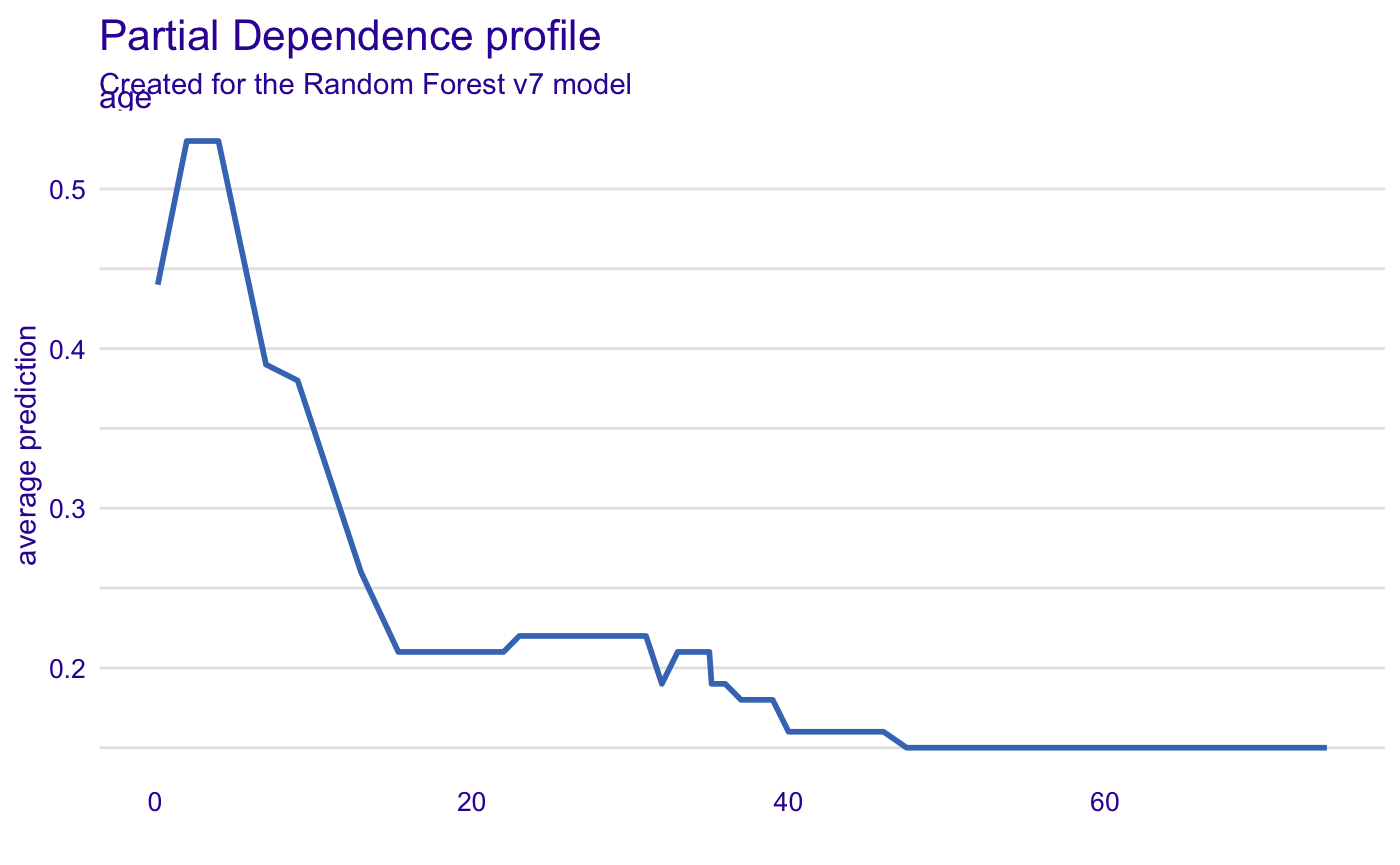 Partial Dependence profile
Created for the Random Forest v7 model
age
average prediction
0.5
0.4
0.3
0.2
0 20 40 60